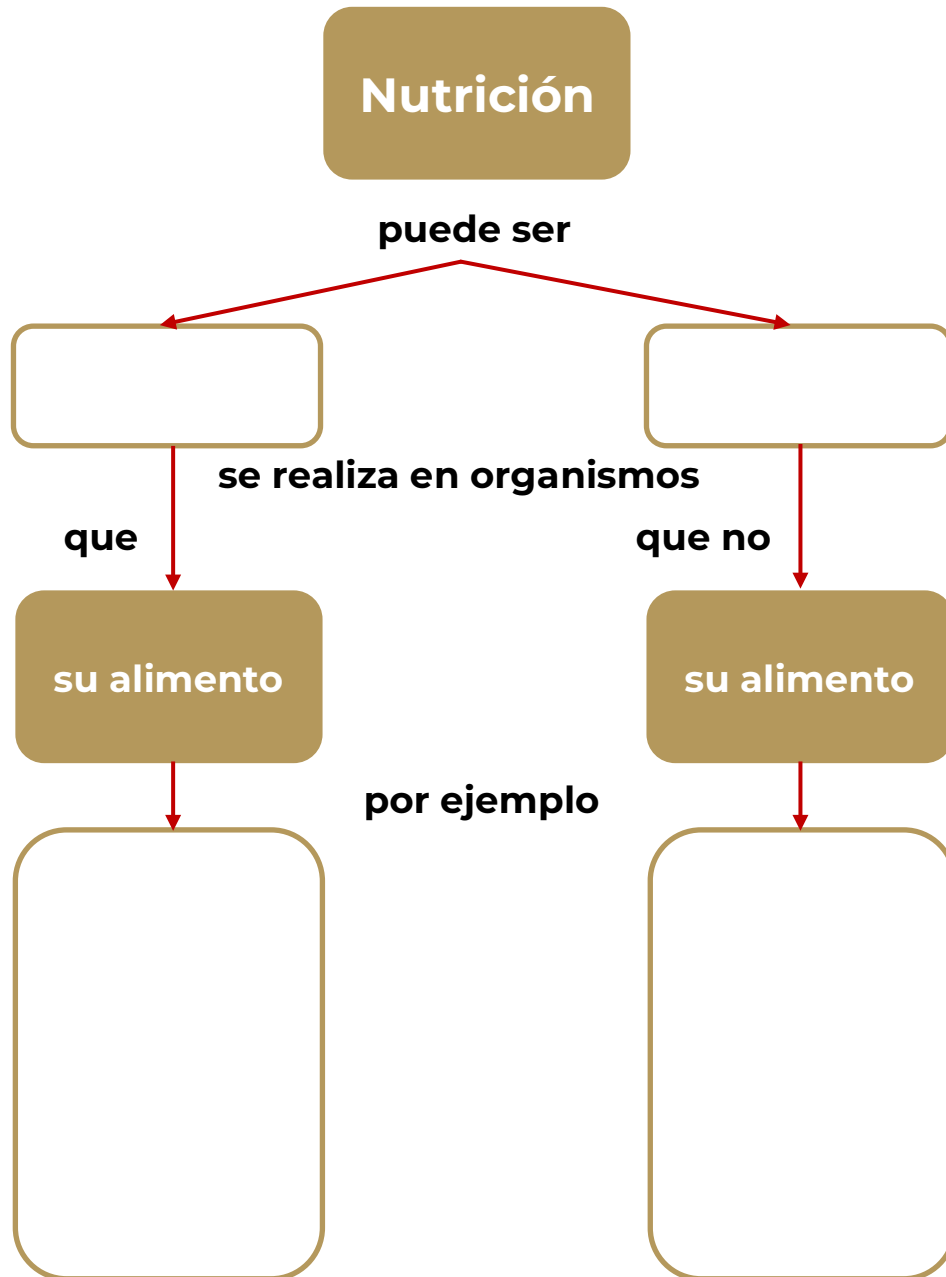 Nutrición
puede ser
se realiza en organismos
que
que no
su alimento
su alimento
por ejemplo